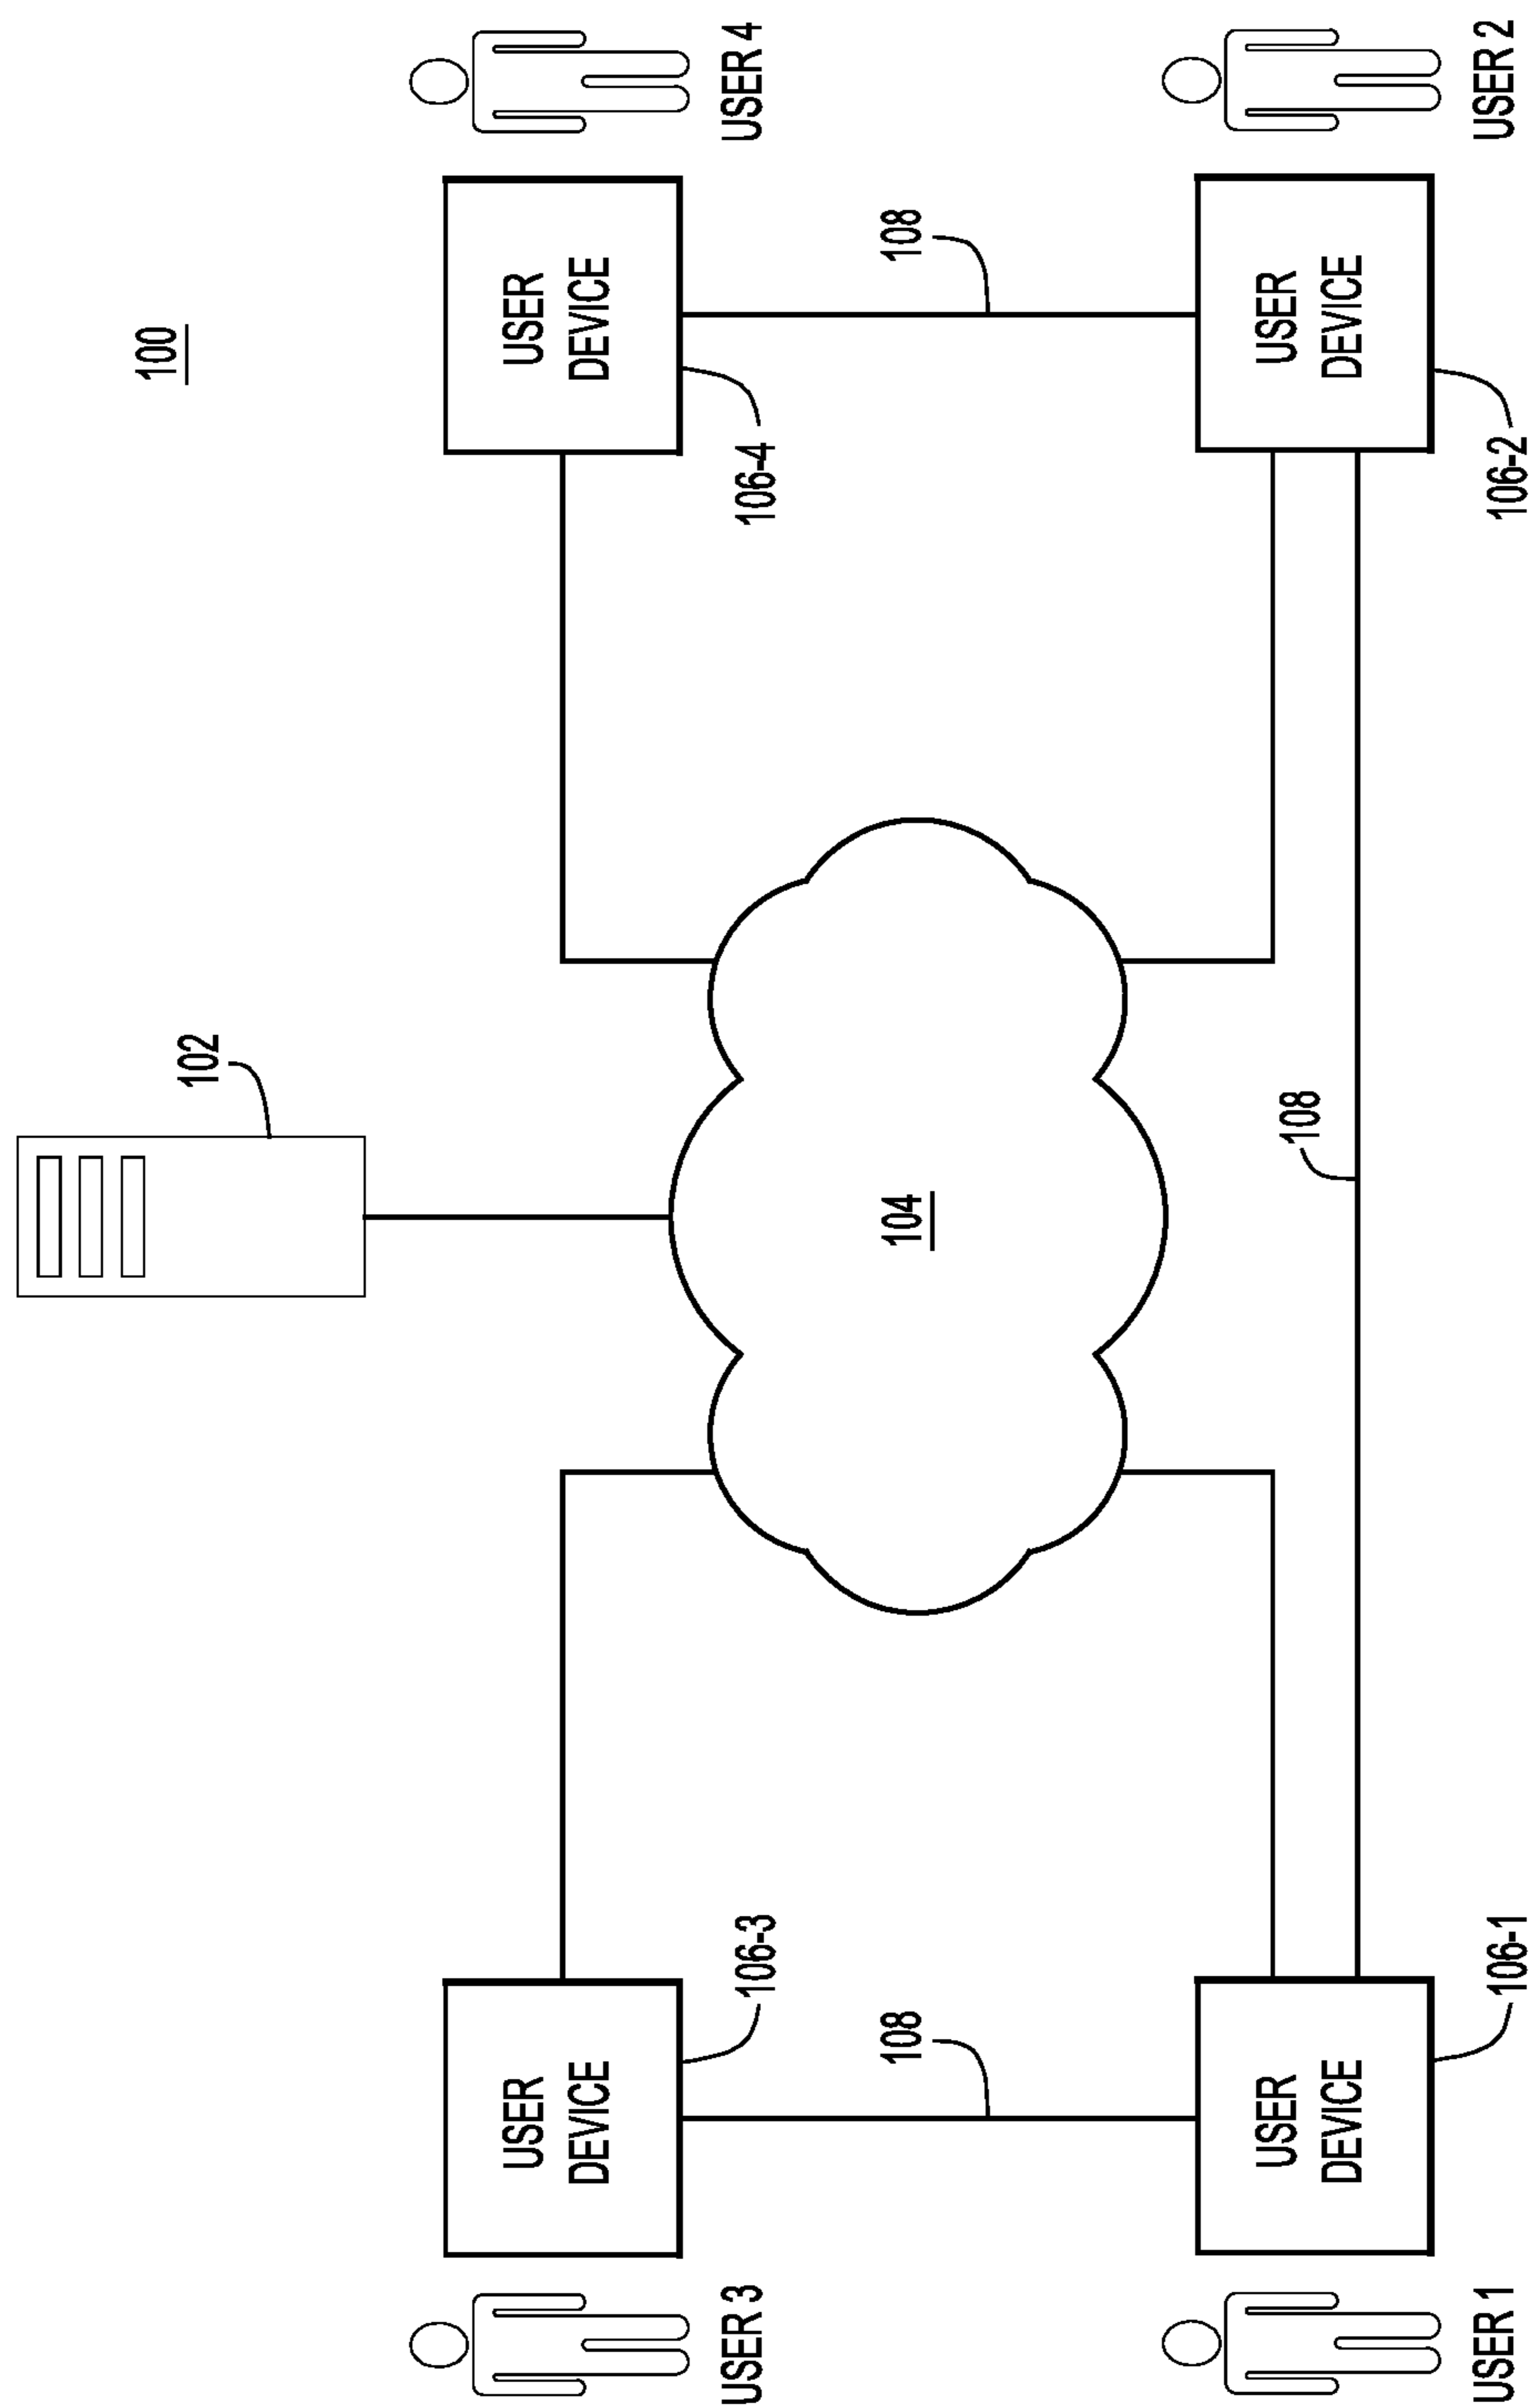 100
102
USER
DEVICE
USER
DEVICE
USER 3
106-3
106-4
USER 4
108
104
108
USER
DEVICE
108
USER
DEVICE
USER 1
106-1
106-2
USER 2